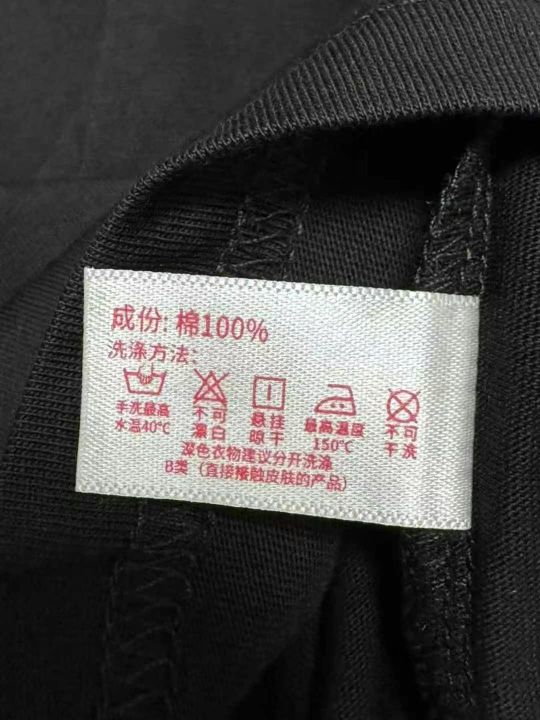 成份: 棉100%
洗涤方法:
手洗最高 不可 悬挂 最高温度 不可
水温40℃ 漂白 晾干 150℃ 干洗
深色衣物建议分开洗涤
B类（直接接触皮肤的产品）